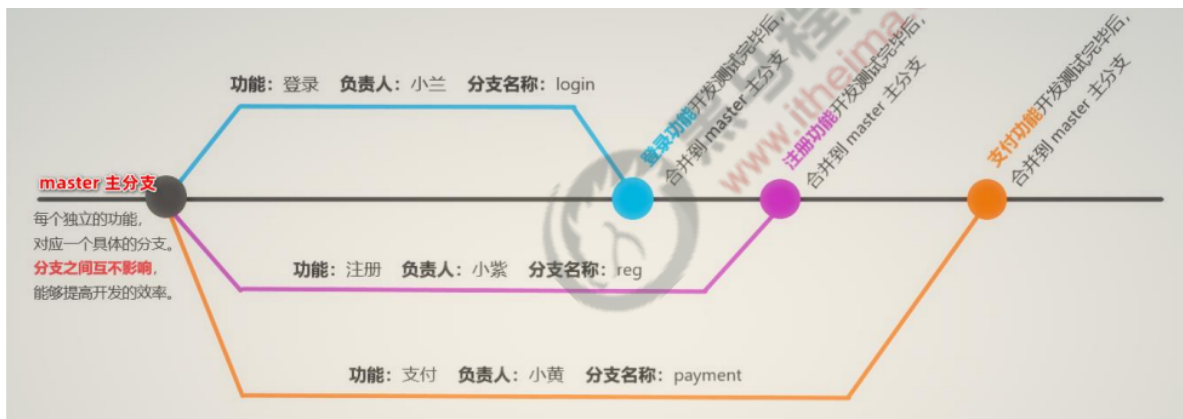 功能：登录 负责人：小兰 分支名称：login
登录功能开发测试完毕后，
合并到 master 主分支
注册功能开发测试完毕后，
合并到 master 主分支
支付功能开发测试完毕后，
合并到 master 主分支
master 主分支
每个独立的功能，
对应一个具体的分支。
分支之间互不影响，
能够提高开发的效率。
功能：注册 负责人：小紫 分支名称：reg
功能：支付 负责人：小黄 分支名称：payment
黑马程
www.itheima.c